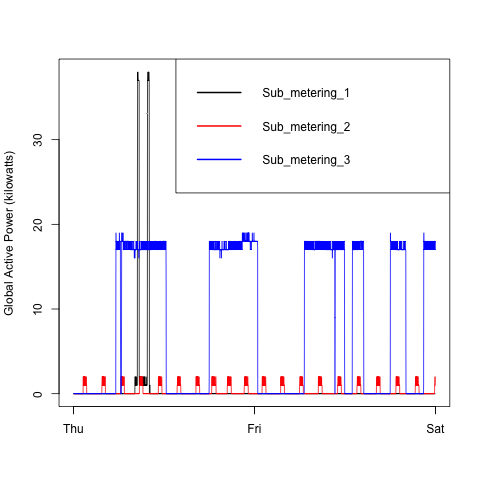 Sub_metering_1
Sub_metering_2
Sub_metering_3
Global Active Power (kilowatts)
30
20
10
0
Thu Fri Sat